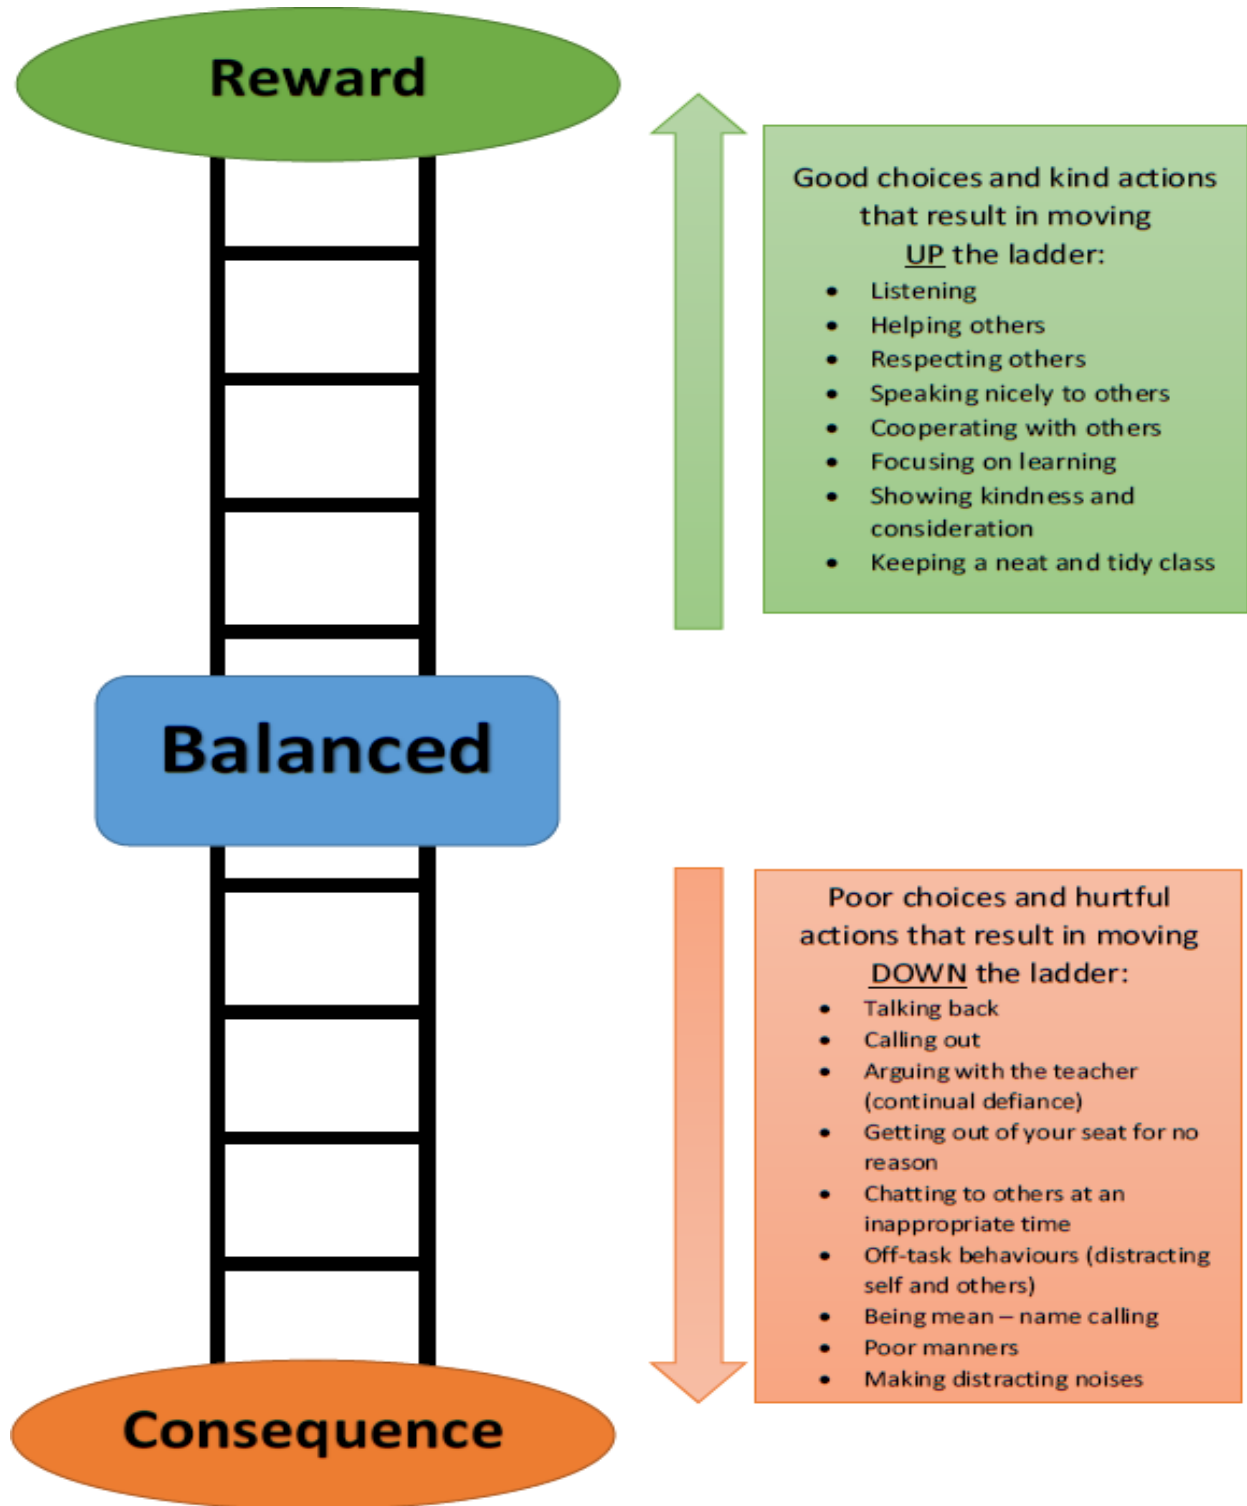 Reward
Good choices and kind actions
that result in moving
UP the ladder:
• Listening
• Helping others
• Respecting others
• Speaking nicely to others
• Cooperating with others
• Focusing on learning
• Showing kindness and
consideration
• Keeping a neat and tidy class
Balanced
Poor choices and hurtful
actions that result in moving
DOWN the ladder:
• Talking back
• Calling out
• Arguing with the teacher
(continual defiance)
• Getting out of your seat for no
reason
• Chatting to others at an
inappropriate time
• Off-task behaviours (distracting
self and others)
• Being mean – name calling
• Poor manners
• Making distracting noises
Consequence